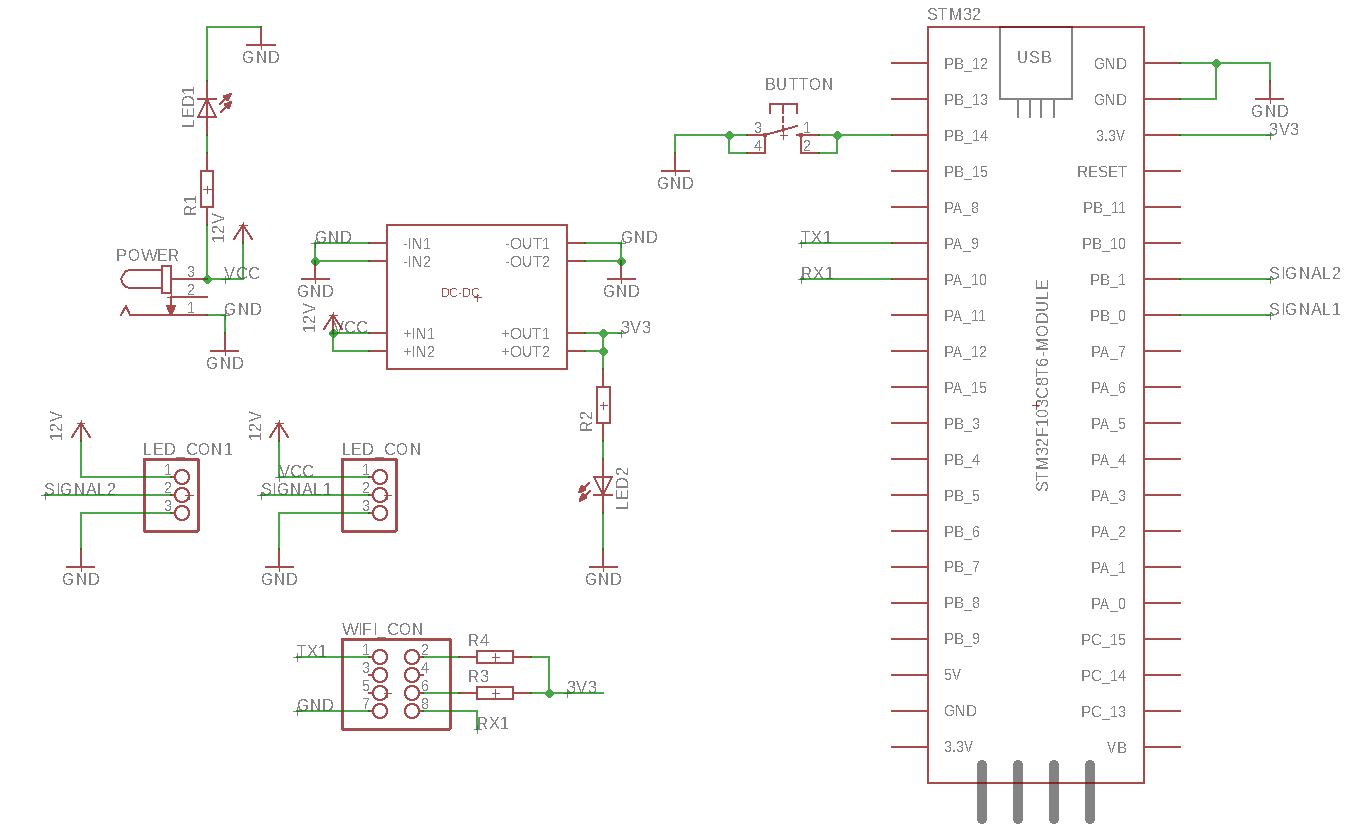 GND
LED1
R1
12V
POWER
3
VCC
2
1
GND
GND
GND
-IN1
-OUT1
GND
-IN2
-OUT2
GND
GND
DC-DC
12V
VCC
+IN1
+OUT1
3V3
+IN2
+OUT2
R2
LED2
GND
12V
LED_CON1
1
SIGNAL2
2
3
GND
12V
LED_CON
VCC
1
SIGNAL1
2
3
GND
WIFI_CON
TX1
1
2
R4
3
4
5
6
R3
3V3
GND
7
8
RX1
BUTTON
3
1
4
2
GND
TX1
RX1
STM32
USB
STM32F103C8T6-MODULE
PB_12
PB_13
PB_14
PB_15
PA_8
PA_9
PA_10
PA_11
PA_12
PA_15
PB_3
PB_4
PB_5
PB_6
PB_7
PB_8
PB_9
5V
GND
3.3V
GND
GND
3.3V
RESET
PB_11
PB_10
PB_1
PB_0
PA_7
PA_6
PA_5
PA_4
PA_3
PA_2
PA_1
PA_0
PC_15
PC_14
PC_13
VB
GND
3V3
SIGNAL2
SIGNAL1